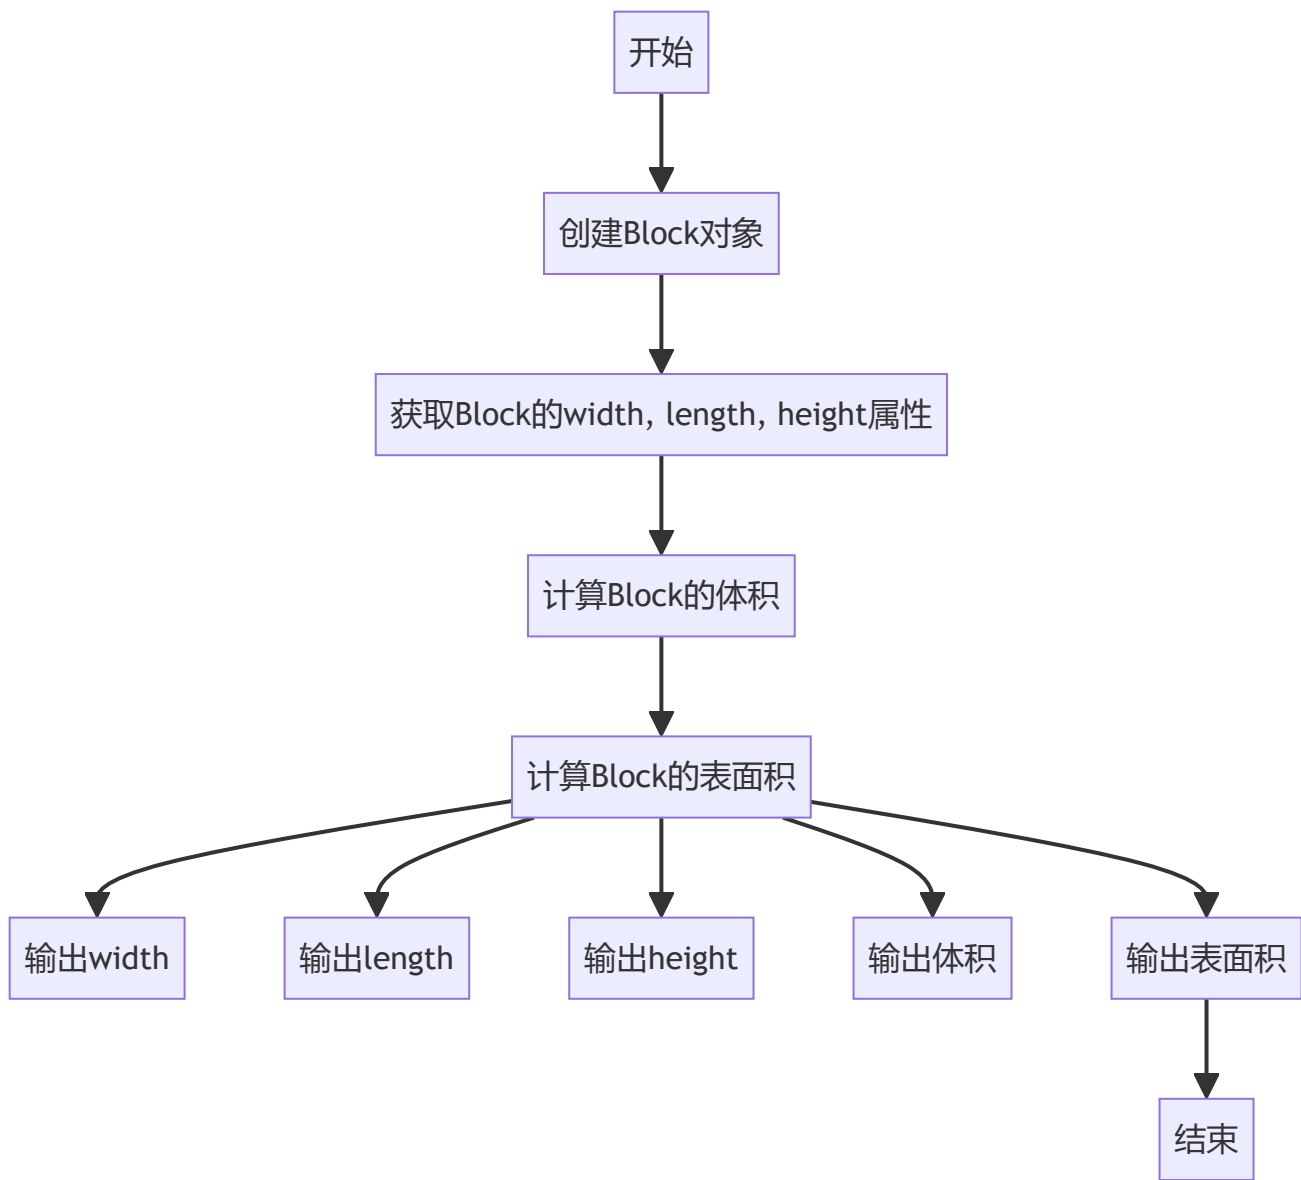 开始
创建Block对象
获取Block的width, length, height属性
计算Block的体积
计算Block的表面积
输出width
输出length
输出height
输出体积
输出表面积
结束